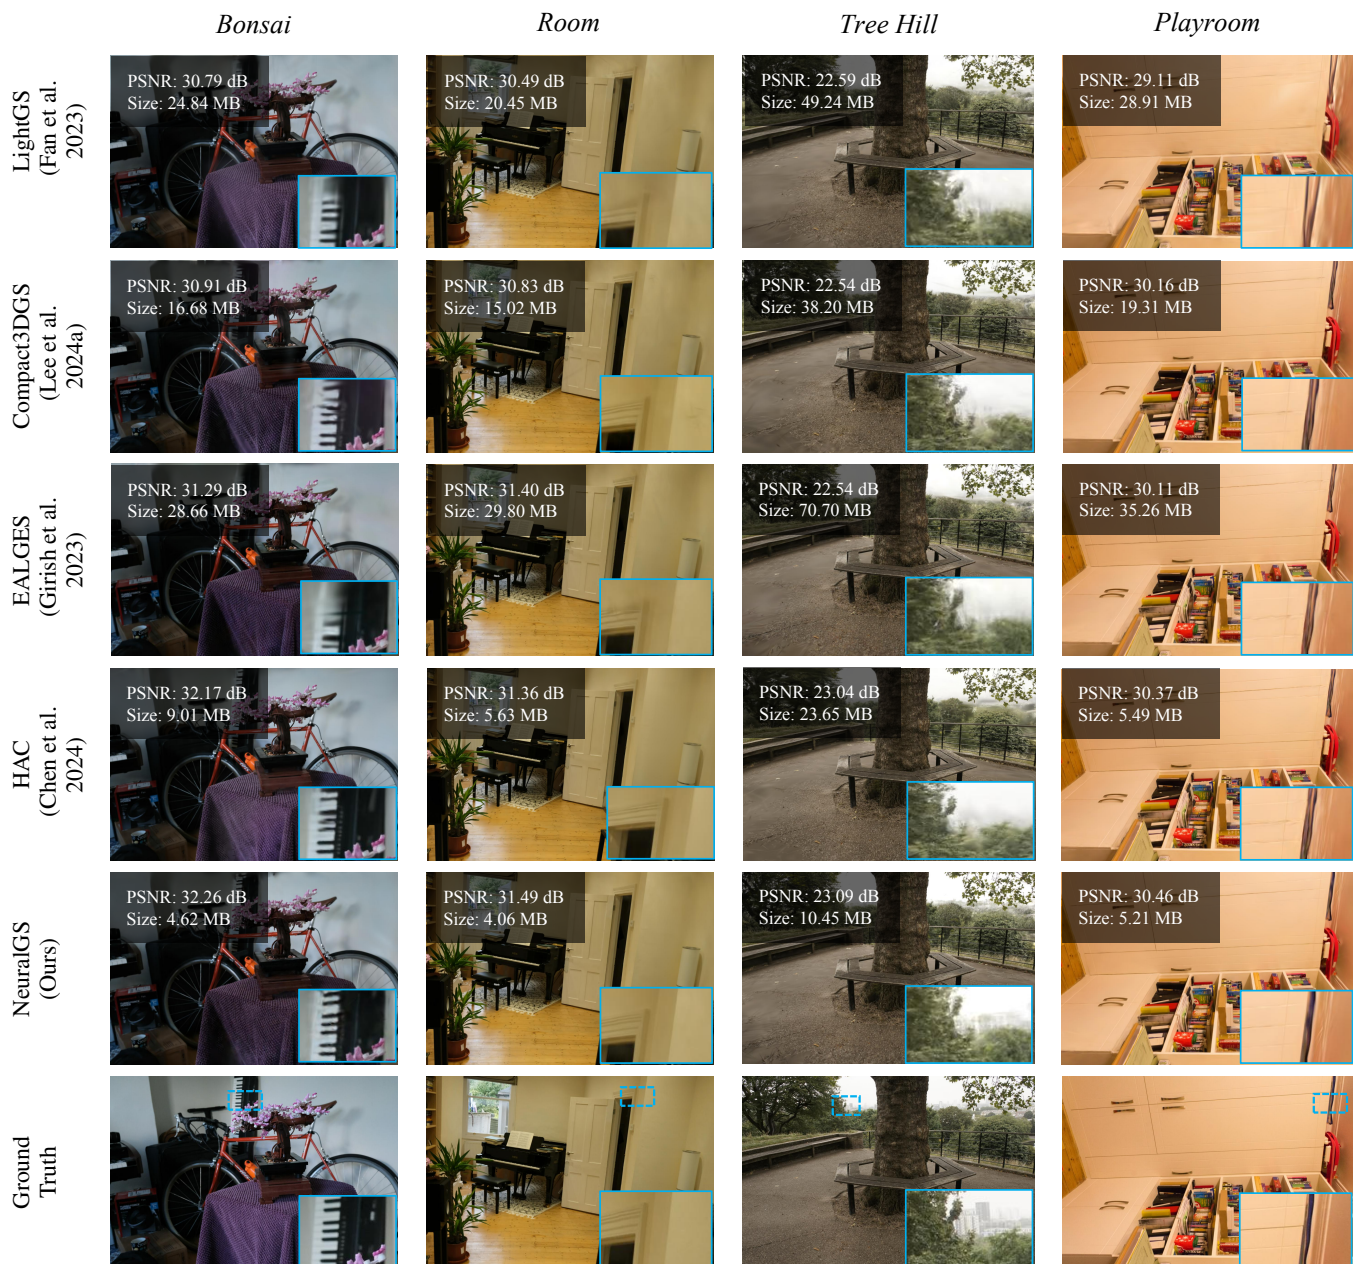 Bonsai
Room
Tree Hill
Playroom
LightGS
(Fan et al.
2023)
PSNR: 30.79 dB
Size: 24.84 MB
PSNR: 30.49 dB
Size: 20.45 MB
PSNR: 22.59 dB
Size: 49.24 MB
PSNR: 29.11 dB
Size: 28.91 MB
Compact3DGS
(Lee et al.
2024a)
PSNR: 30.91 dB
Size: 16.68 MB
PSNR: 30.83 dB
Size: 15.02 MB
PSNR: 22.54 dB
Size: 38.20 MB
PSNR: 30.16 dB
Size: 19.31 MB
EALGES
(Girish et al.
2023)
PSNR: 31.29 dB
Size: 28.66 MB
PSNR: 31.40 dB
Size: 29.80 MB
PSNR: 22.54 dB
Size: 70.70 MB
PSNR: 30.11 dB
Size: 35.26 MB
HAC
(Chen et al.
2024)
PSNR: 32.17 dB
Size: 9.01 MB
PSNR: 31.36 dB
Size: 5.63 MB
PSNR: 23.04 dB
Size: 23.65 MB
PSNR: 30.37 dB
Size: 5.49 MB
NeuralGS
(Ours)
PSNR: 32.26 dB
Size: 4.62 MB
PSNR: 31.49 dB
Size: 4.06 MB
PSNR: 23.09 dB
Size: 10.45 MB
PSNR: 30.46 dB
Size: 5.21 MB
Ground
Truth